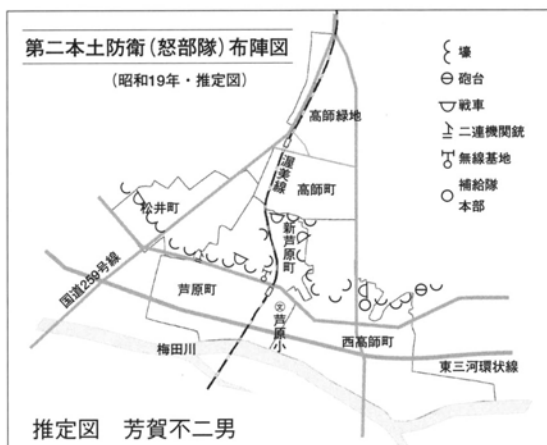 第二本土防衛(怒部隊)布陣図
(昭和19年・推定図)
壕
砲台
戦車
二連機関銃
無線基地
補給隊
本部
高師緑地
渥美線
高師町
松井町
新芦原町
国道259号線
芦原町
文
芦原小
西高師町
梅田川
東三河環状線
推定図 芳賀不二男